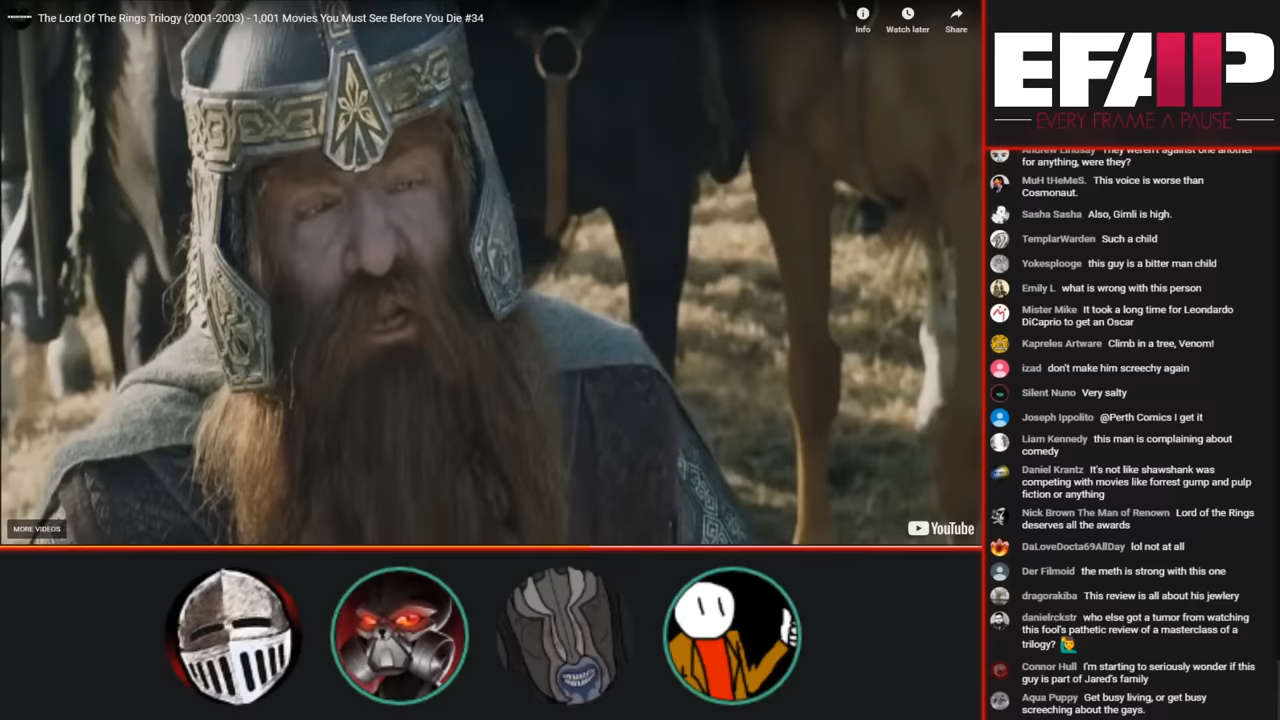 The Lord Of The Rings Trilogy (2001-2003) - 1,001 Movies You Must See Before You Die #34
Info
Watch later
Share
MORE VIDEOS
YouTube
EFAP
EVERY FRAME A PAUSE
Andrew Lindsay They weren't against one another
for anything, were they?
MuH tHeMeS. This voice is worse than
Cosmonaut.
Sasha Sasha Also, Gimli is high.
TemplarWarden Such a child
Yokesplooge this guy is a bitter man child
Emily L what is wrong with this person
Mister Mike It took a long time for Leondardo
DiCaprio to get an Oscar
Kapreles Artware Climb in a tree, Venom!
izad don't make him screechy again
Silent Nuno Very salty
Joseph Ippolito @Perth Comics I get it
Liam Kennedy this man is complaining about
comedy
Daniel Krantz It's not like shawshank was
competing with movies like forrest gump and pulp
fiction or anything
Nick Brown The Man of Renown Lord of the Rings
deserves all the awards
DaLoveDocta69AllDay lol not at all
Der Filmoid the meth is strong with this one
dragorakiba This review is all about his jewlery
danielrckstr who else got a tumor from watching
this fool's pathetic review of a masterclass of a
trilogy?
Connor Hull I'm starting to seriously wonder if this
guy is part of Jared's family
Aqua Puppy Get busy living, or get busy
screeching about the gays.